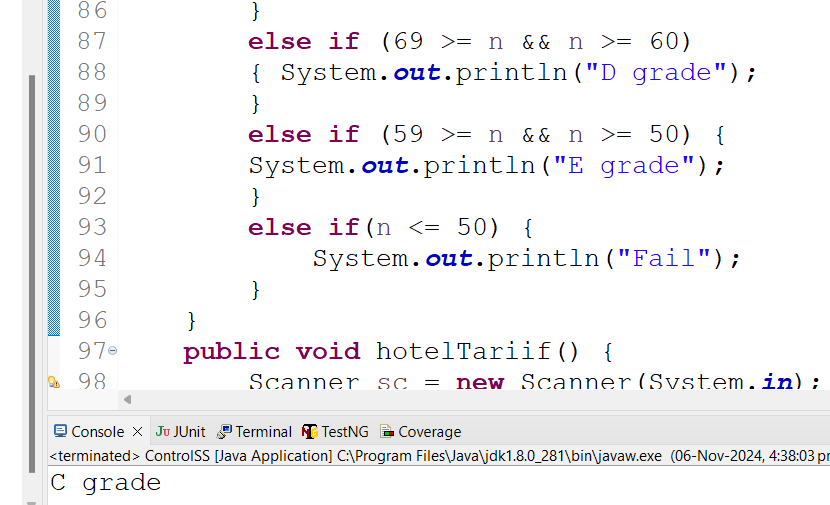 86 }
87 else if (69 >= n && n >= 60)
88 { System.out.println("D grade");
89 }
90 else if (59 >= n && n >= 50) {
91 System.out.println("E grade");
92 }
93 else if(n <= 50) {
94 System.out.println("Fail");
95 }
96 }
97 public void hotelTariif() {
98 Scanner sc = new Scanner(System.in);
Console JUnit Terminal TestNG Coverage
<terminated> ControlSS [Java Application] C:\Program Files\Java\jdk1.8.0_281\bin\javaw.exe (06-Nov-2024, 4:38:03 pm
C grade